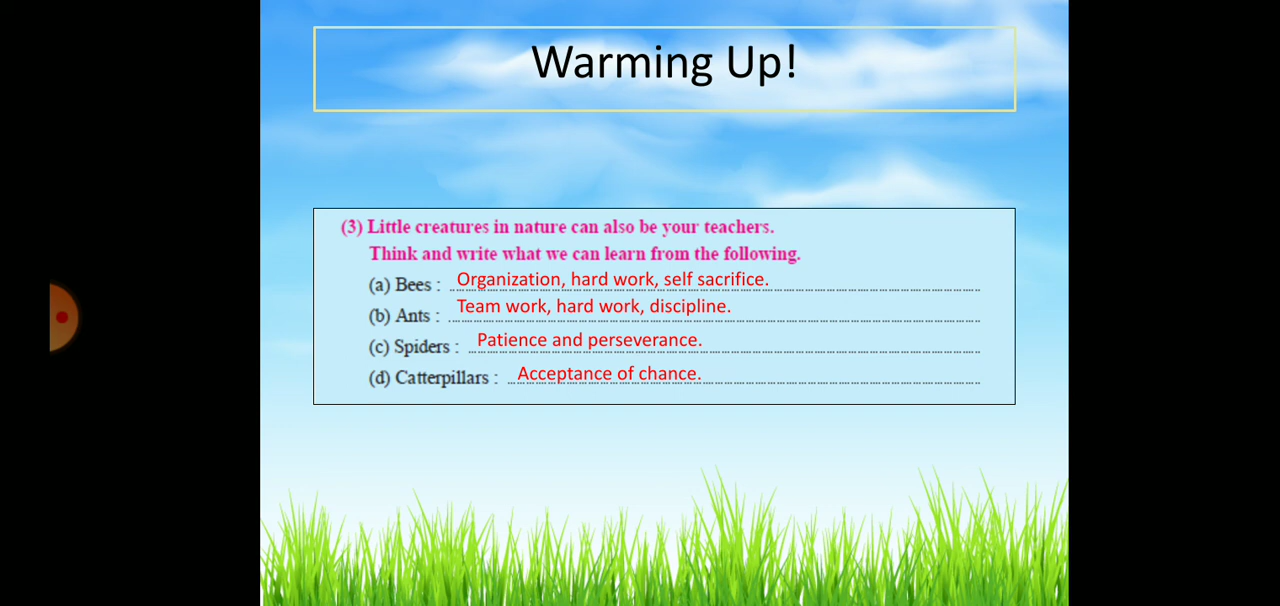 Warming Up!
(3) Little creatures in nature can also be your teachers.
Think and write what we can learn from the following.
(a) Bees : Organization, hard work, self sacrifice.
(b) Ants : Team work, hard work, discipline.
(c) Spiders : Patience and perseverance.
(d) Catterpillars : Acceptance of chance.